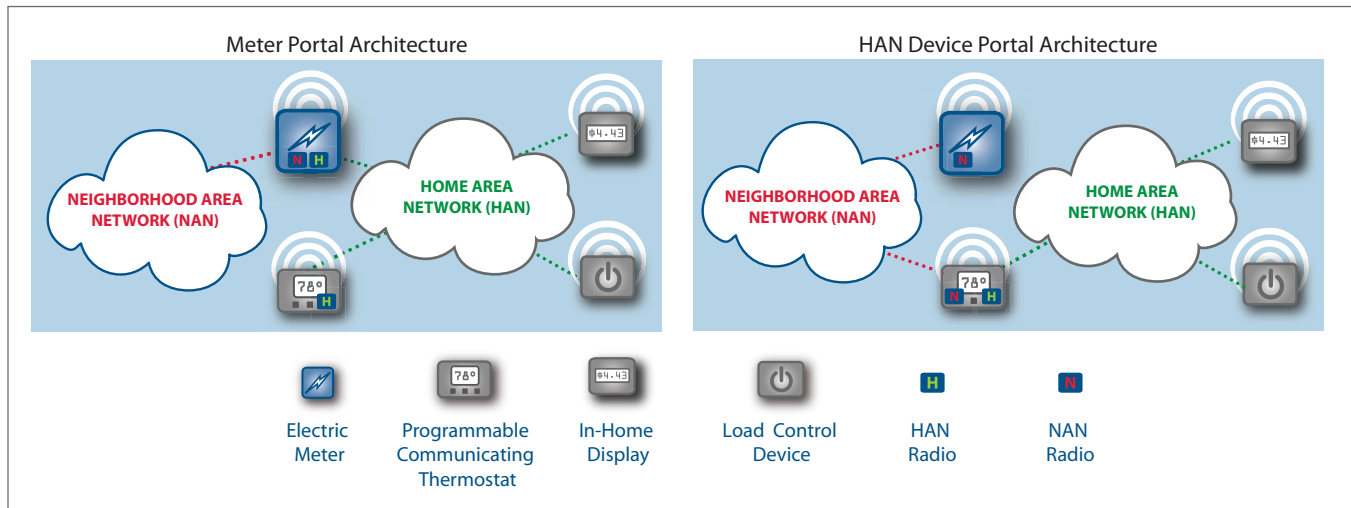 Meter Portal Architecture
$4.43
N H
NEIGHBORHOOD AREA
NETWORK (NAN)
HOME AREA
NETWORK (HAN)
78°
H
HAN Device Portal Architecture
$4.43
N
NEIGHBORHOOD AREA
NETWORK (NAN)
HOME AREA
NETWORK (HAN)
78°
N H
78°
$4.43
H
N
Electric
Meter
Programmable
Communicating
Thermostat
In-Home
Display
Load Control
Device
HAN
Radio
NAN
Radio